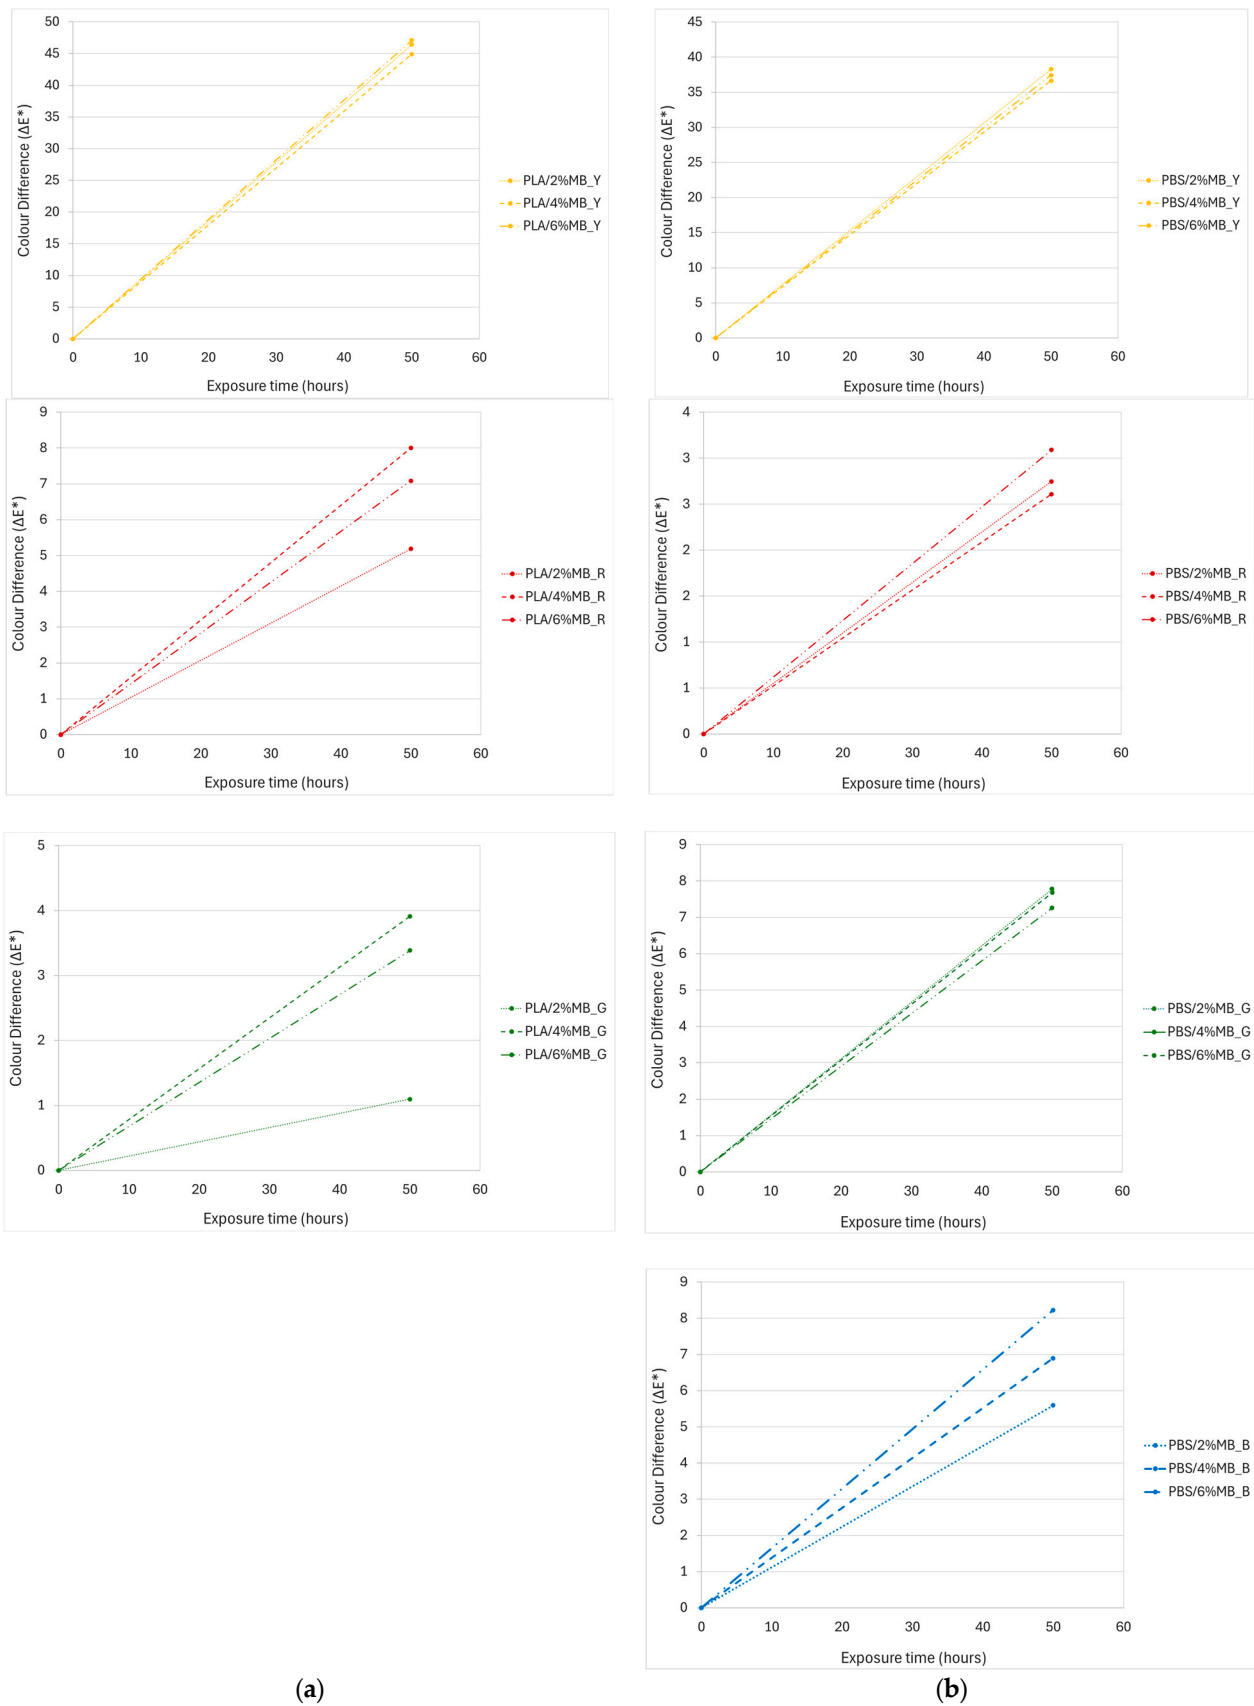 50
45
40
35
30
25
20
15
10
5
0
Colour Difference (ΔE*)
0 10 20 30 40 50 60
Exposure time (hours)
PLA/2%MB_Y
PLA/4%MB_Y
PLA/6%MB_Y
45
40
35
30
25
20
15
10
5
0
Colour Difference (ΔE*)
0 10 20 30 40 50 60
Exposure time (hours)
PBS/2%MB_Y
PBS/4%MB_Y
PBS/6%MB_Y
9
8
7
6
5
4
3
2
1
0
Colour Difference (ΔE*)
0 10 20 30 40 50 60
Exposure time (hours)
PLA/2%MB_R
PLA/4%MB_R
PLA/6%MB_R
4
3
3
2
2
1
1
0
Colour Difference (ΔE*)
0 10 20 30 40 50 60
Exposure time (hours)
PBS/2%MB_R
PBS/4%MB_R
PBS/6%MB_R
5
4
3
2
1
0
Colour Difference (ΔE*)
0 10 20 30 40 50 60
Exposure time (hours)
PLA/2%MB_G
PLA/4%MB_G
PLA/6%MB_G
9
8
7
6
5
4
3
2
1
0
Colour Difference (ΔE*)
0 10 20 30 40 50 60
Exposure time (hours)
PBS/2%MB_G
PBS/4%MB_G
PBS/6%MB_G
9
8
7
6
5
4
3
2
1
0
Colour Difference (ΔE*)
0 10 20 30 40 50 60
Exposure time (hours)
PBS/2%MB_B
PBS/4%MB_B
PBS/6%MB_B
(a)
(b)